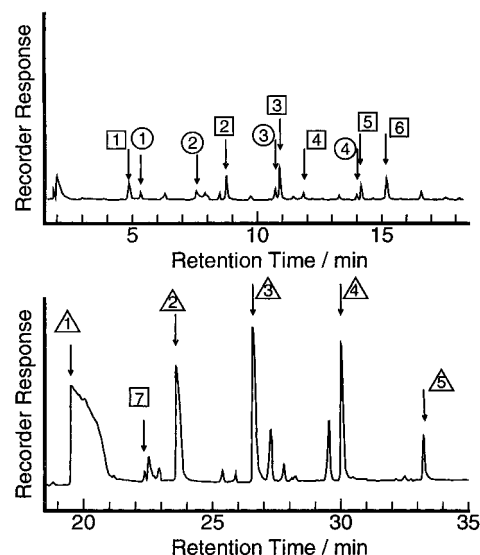 Recorder Response
1 1 2 2 3 3 4 4 5 6
5 10 15
Retention Time / min
Recorder Response
1 7 2 3 4 5
20 25 30 35
Retention Time / min